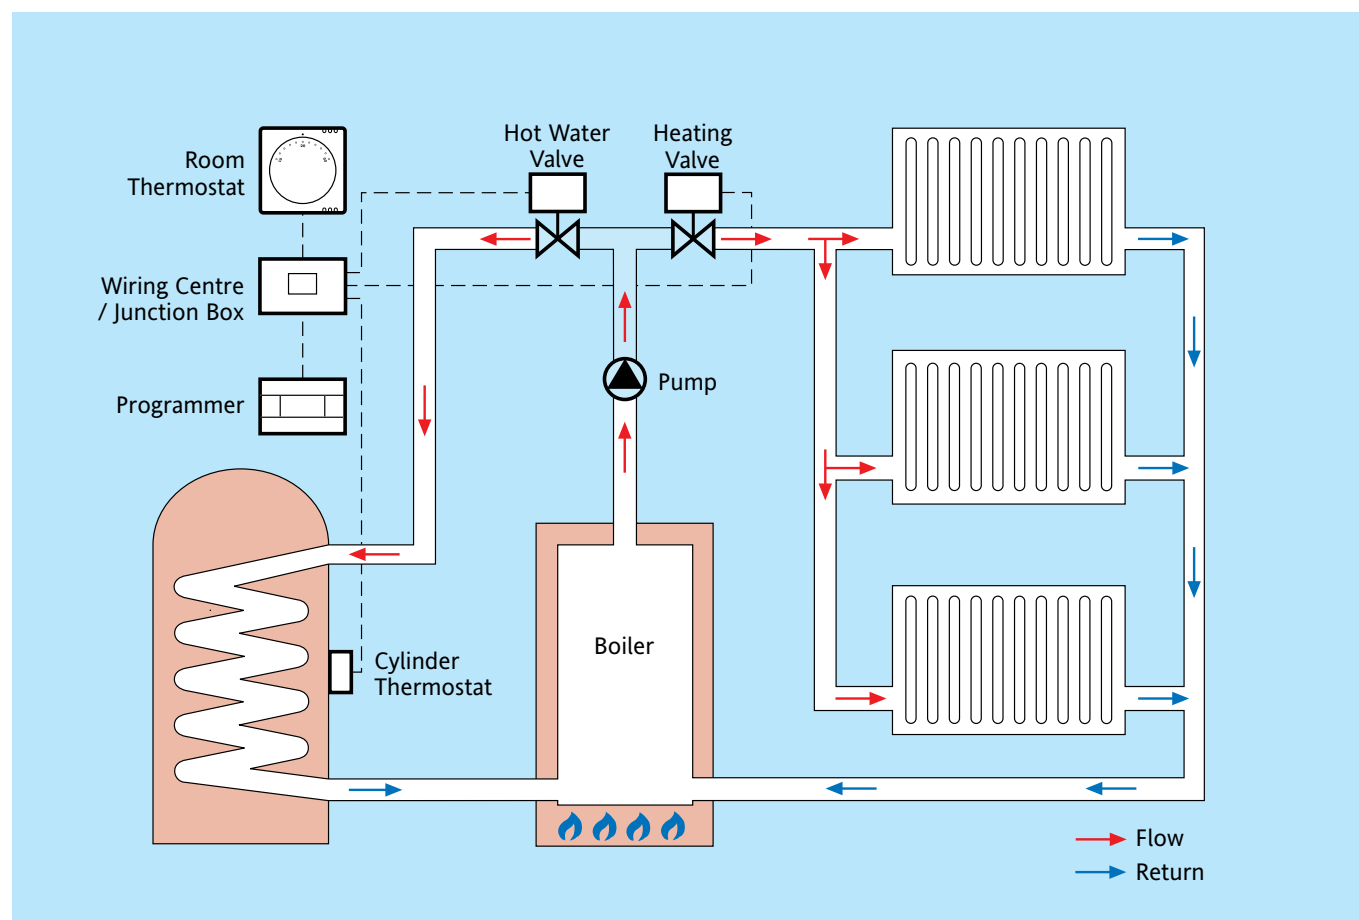 Hot Water
Valve
Heating
Valve
Room
Thermostat
Wiring Centre
/ Junction Box
Pump
Programmer
Boiler
Cylinder
Thermostat
Flow
Return